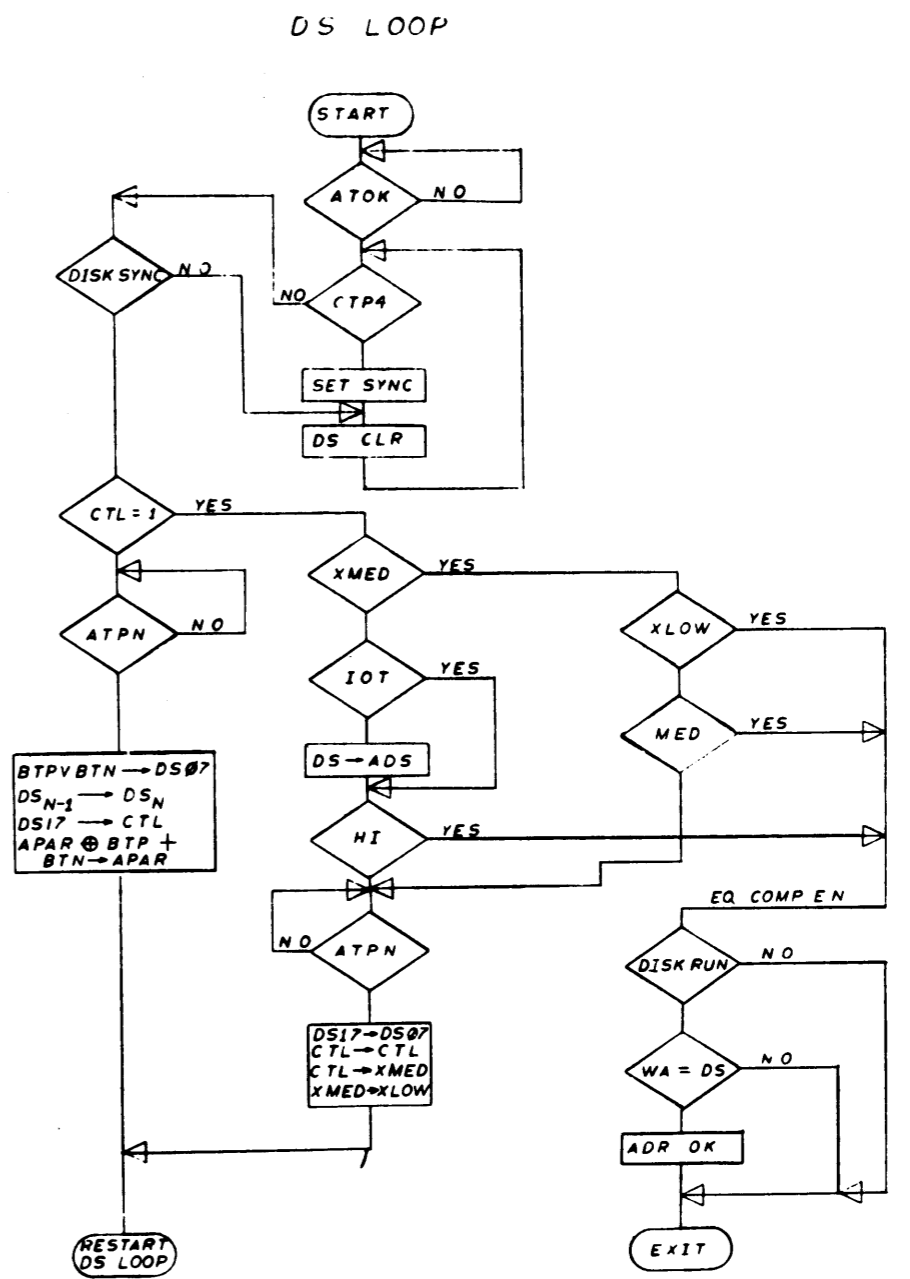 DS LOOP
START
ATOK
NO
DISK SYNC
NO
CTP4
NO
SET SYNC
DS CLR
CTL = 1
YES
XMED
YES
ATPN
NO
XLOW
YES
IOT
YES
MED
YES
DS → ADS
BTPVBTN → DSØ7
DS N-1 → DS N
DS17 → CTL
APAR ⊕ BTP +
BTN → APAR
HI
YES
EQ COMP EN
ATPN
NO
DISK RUN
NO
DS17 → DSØ7
CTL → CTL
CTL → XMED
XMED → XLOW
WA = DS
NO
ADR OK
RESTART
DS LOOP
EXIT